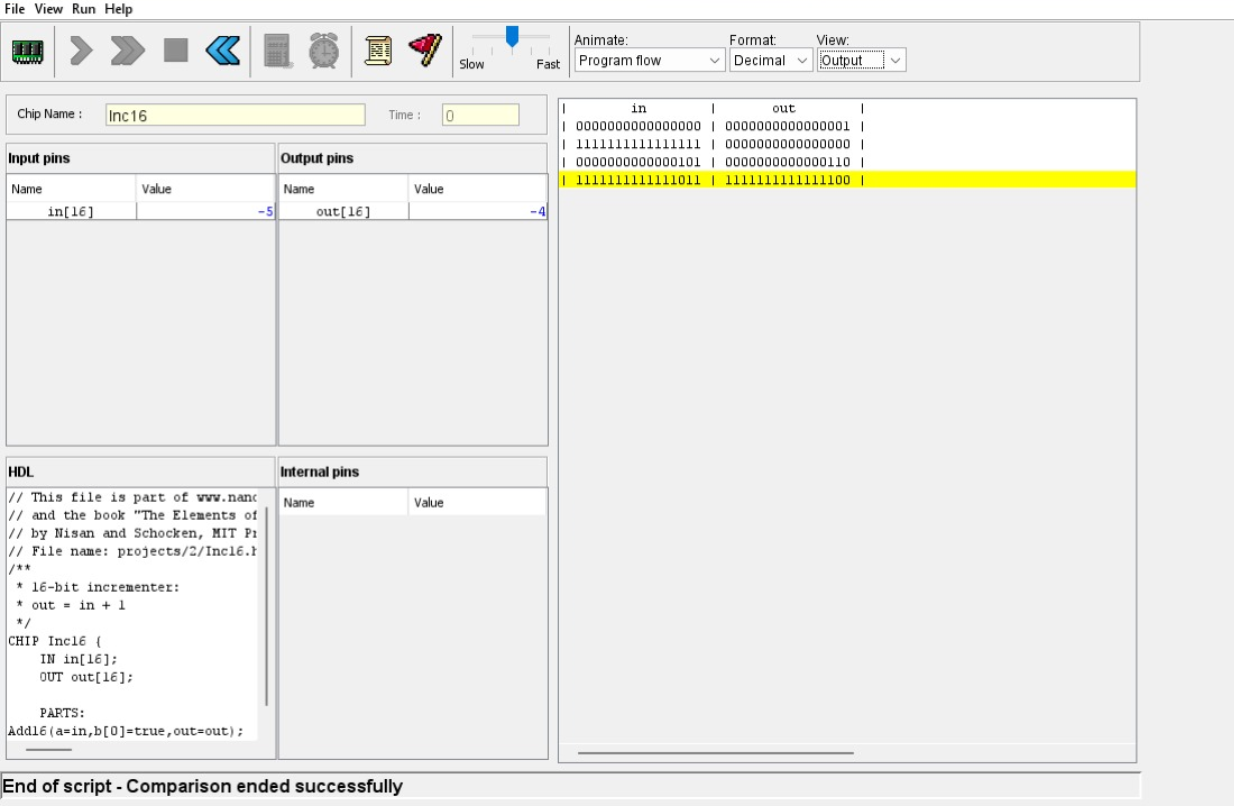 File View Run Help
Slow Fast
Animate: Format: View:
Program flow Decimal Output
Chip Name : Inc16 Time : 0
Input pins Output pins
Name Value Name Value
in[16] -5 out[16] -4
HDL Internal pins
Name Value
// This file is part of www.nand
// and the book "The Elements of
// by Nisan and Schocken, MIT Pr
// File name: projects/2/Inc16.h
/**
* 16-bit incrementer:
* out = in + 1
*/
CHIP Inc16 {
IN in[16];
OUT out[16];
PARTS:
Add16(a=in,b[0]=true,out=out);
| in | out |
| 0000000000000000 | 0000000000000001 |
| 1111111111111111 | 0000000000000000 |
| 0000000000000101 | 0000000000000110 |
| 1111111111111011 | 1111111111111100 |
End of script - Comparison ended successfully